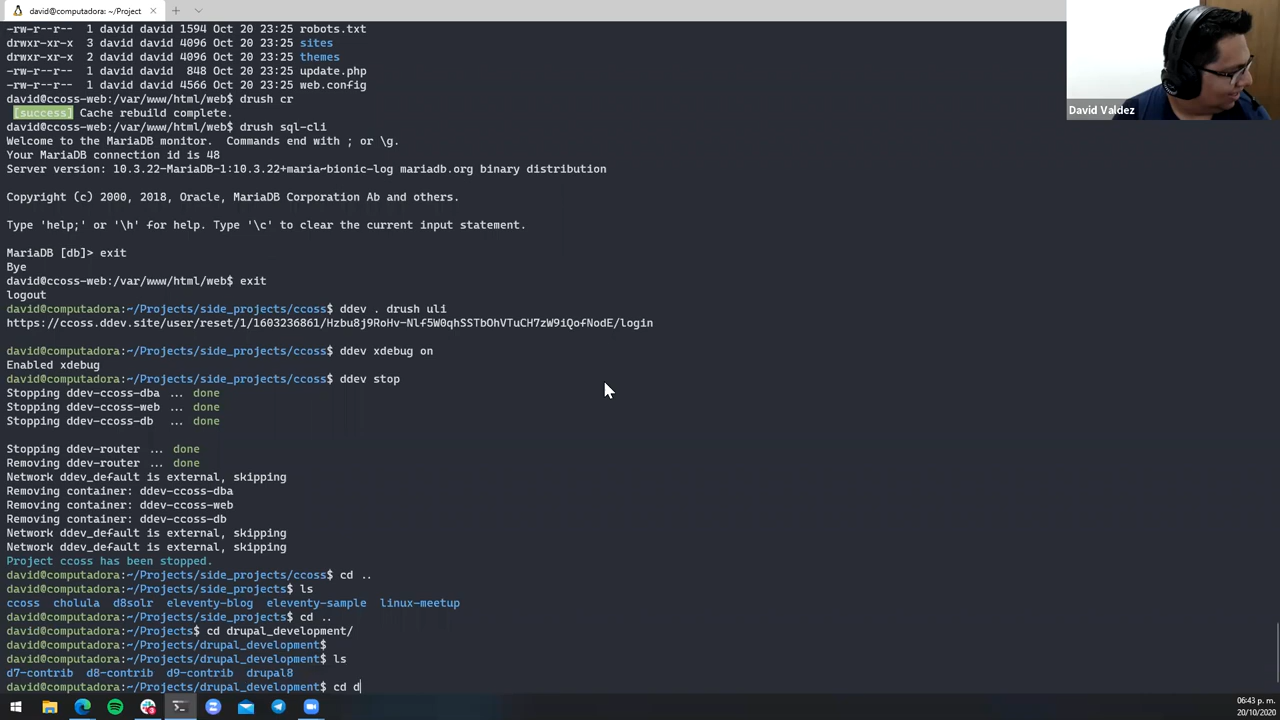 david@computadora: ~/Project
-rw-r--r--  1 david david 1594 Oct 20 23:25 robots.txt
drwxr-xr-x  3 david david 4096 Oct 20 23:25 sites
drwxr-xr-x  2 david david 4096 Oct 20 23:25 themes
-rw-r--r--  1 david david  848 Oct 20 23:25 update.php
-rw-r--r--  1 david david 4566 Oct 20 23:25 web.config
david@ccoss-web:/var/www/html/web$ drush cr
[success] Cache rebuild complete.
david@ccoss-web:/var/www/html/web$ drush sql-cli
Welcome to the MariaDB monitor.  Commands end with ; or \g.
Your MariaDB connection id is 48
Server version: 10.3.22-MariaDB-1:10.3.22+maria~bionic-log mariadb.org binary distribution
Copyright (c) 2000, 2018, Oracle, MariaDB Corporation Ab and others.
Type 'help;' or '\h' for help. Type '\c' to clear the current input statement.
MariaDB [db]> exit
Bye
david@ccoss-web:/var/www/html/web$ exit
logout
david@computadora:~/Projects/side_projects/ccoss$ ddev . drush uli
https://ccoss.ddev.site/user/reset/1/1603236861/Hzbu8j9RoHv-Nlf5W0qhSSTbOhVTuCH7zW9iQofNodE/login
david@computadora:~/Projects/side_projects/ccoss$ ddev xdebug on
Enabled xdebug
david@computadora:~/Projects/side_projects/ccoss$ ddev stop
Stopping ddev-ccoss-dba ... done
Stopping ddev-ccoss-web ... done
Stopping ddev-ccoss-db  ... done
Stopping ddev-router ... done
Removing ddev-router ... done
Network ddev_default is external, skipping
Removing container: ddev-ccoss-dba
Removing container: ddev-ccoss-web
Removing container: ddev-ccoss-db
Network ddev_default is external, skipping
Network ddev_default is external, skipping
Project ccoss has been stopped.
david@computadora:~/Projects/side_projects/ccoss$ cd ..
david@computadora:~/Projects/side_projects$ ls
ccoss  cholula  d8solr  eleventy-blog  eleventy-sample  linux-meetup
david@computadora:~/Projects/side_projects$ cd ..
david@computadora:~/Projects$ cd drupal_development/
david@computadora:~/Projects/drupal_development$
david@computadora:~/Projects/drupal_development$ ls
d7-contrib  d8-contrib  d9-contrib  drupal8
david@computadora:~/Projects/drupal_development$ cd d
David Valdez
06:43 p. m.
20/10/2020